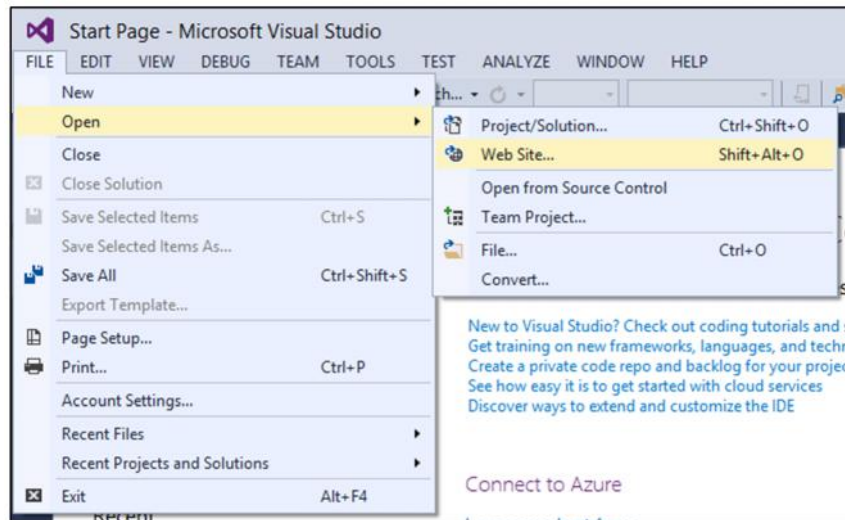 Start Page - Microsoft Visual Studio
FILE EDIT VIEW DEBUG TEAM TOOLS TEST ANALYZE WINDOW HELP
New
Open
Close
Close Solution
Save Selected Items Ctrl+S
Save Selected Items As...
Save All Ctrl+Shift+S
Export Template...
Page Setup...
Print... Ctrl+P
Account Settings...
Recent Files
Recent Projects and Solutions
Exit Alt+F4
Project/Solution... Ctrl+Shift+O
Web Site... Shift+Alt+O
Open from Source Control
Team Project...
File... Ctrl+O
Convert...
New to Visual Studio? Check out coding tutorials and
Get training on new frameworks, languages, and
Create a private code repo and backlog for your
See how easy it is to get started with cloud services
Discover ways to extend and customize the IDE
Connect to Azure
Recent